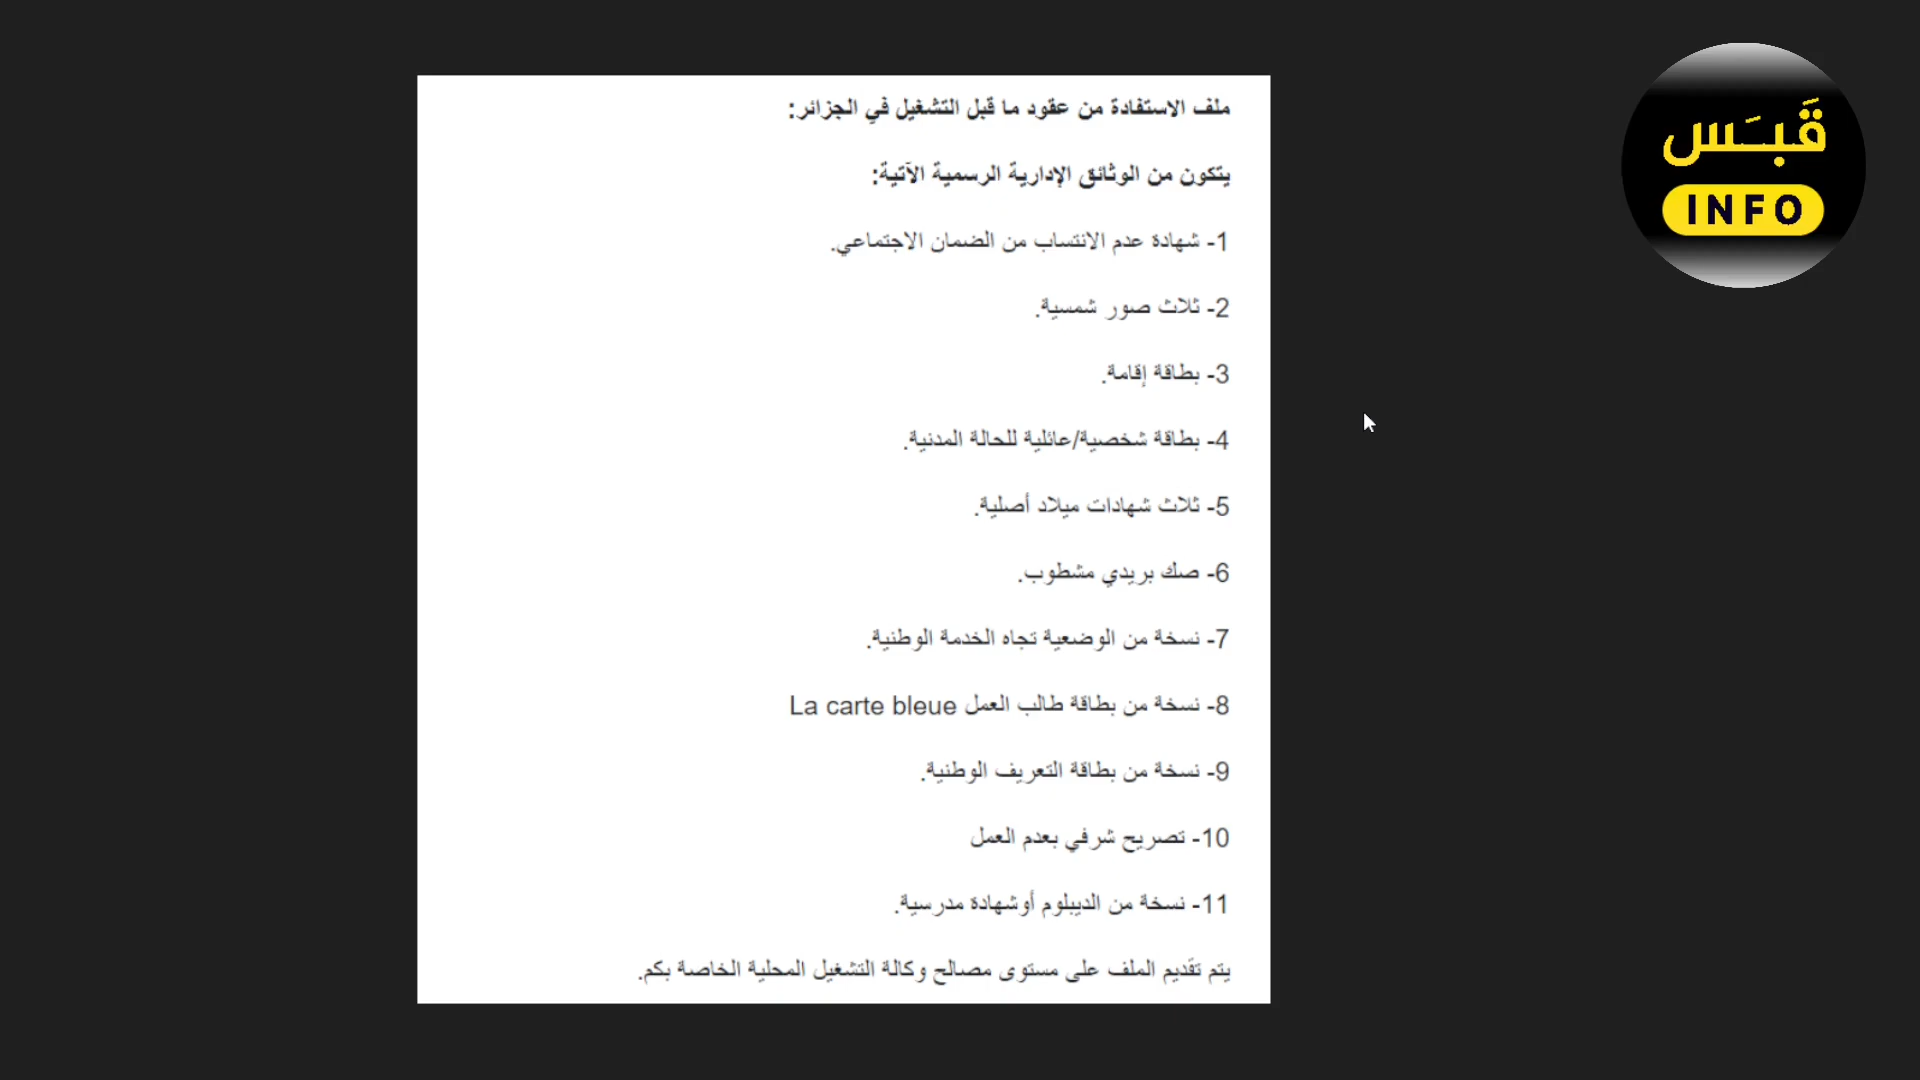 ملف الاستفادة من عقود ما قبل التشغيل في الجزائر:
يتكون من الوثائق الإدارية الرسمية الآتية:
1- شهادة عدم الانتساب من الضمان الاجتماعي.
2- ثلاث صور شمسية.
3- بطاقة إقامة.
4- بطاقة شخصية/عائلية للحالة المدنية.
5- ثلاث شهادات ميلاد أصلية.
6- صك بريدي مشطوب.
7- نسخة من الوضعية تجاه الخدمة الوطنية.
8- نسخة من بطاقة طالب العمل La carte bleue
9- نسخة من بطاقة التعريف الوطنية.
10- تصريح شرفي بعدم العمل
11- نسخة من الديبلوم أوشهادة مدرسية.
يتم تقديم الملف على مستوى مصالح وكالة التشغيل المحلية الخاصة بكم.
قَبَس
INFO